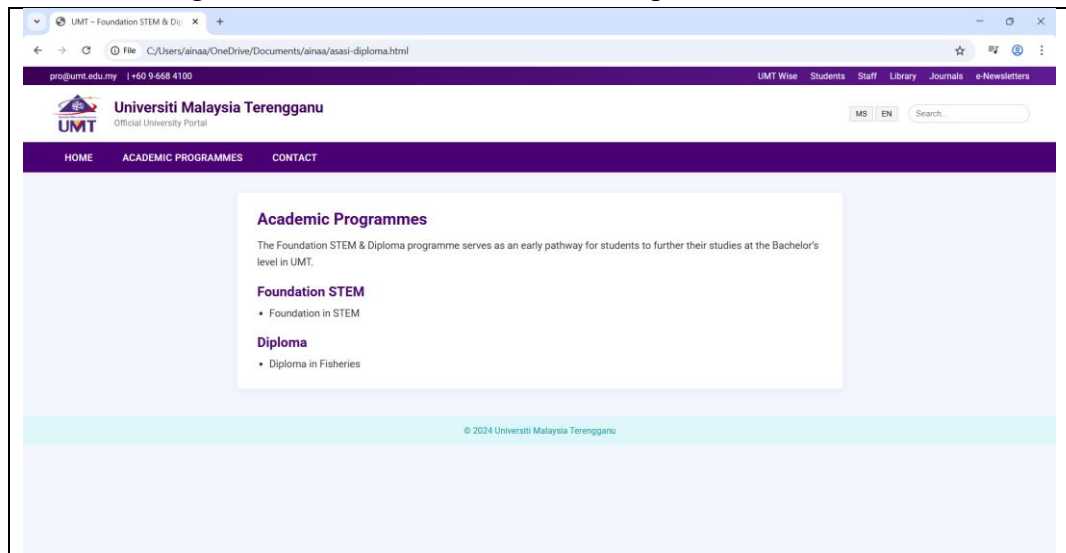 UMT – Foundation STEM & Dip
File C:/Users/ainaa/OneDrive/Documents/ainaa/asasi-diploma.html
pro@umt.edu.my | +60 9-668 4100 UMT Wise Students Staff Library Journals e-Newsletters
UMT
Universiti Malaysia Terengganu
Official University Portal
MS EN Search...
HOME ACADEMIC PROGRAMMES CONTACT
Academic Programmes
The Foundation STEM & Diploma programme serves as an early pathway for students to further their studies at the Bachelor's
level in UMT.
Foundation STEM
• Foundation in STEM
Diploma
• Diploma in Fisheries
© 2024 Universiti Malaysia Terengganu